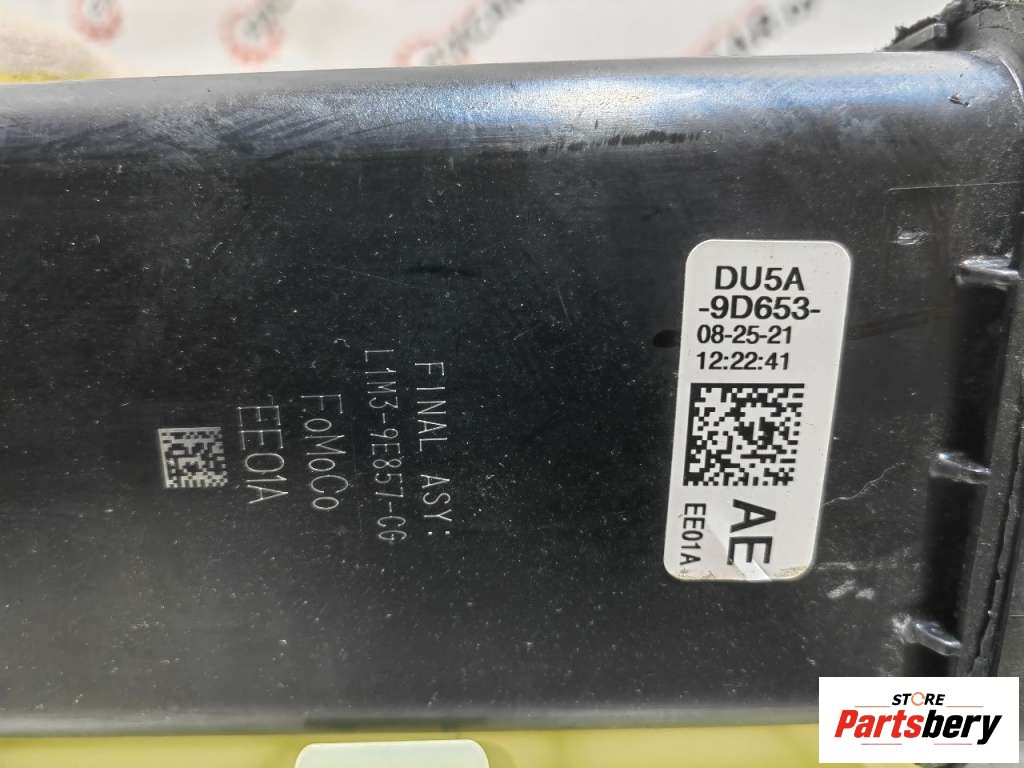 DU5A
-9D653-
08-25-21
12:22:41
AE
EE01A
FINAL ASY:
L1M3-9E857-CG
FoMoCo
EE01A
STORE
Partsbery